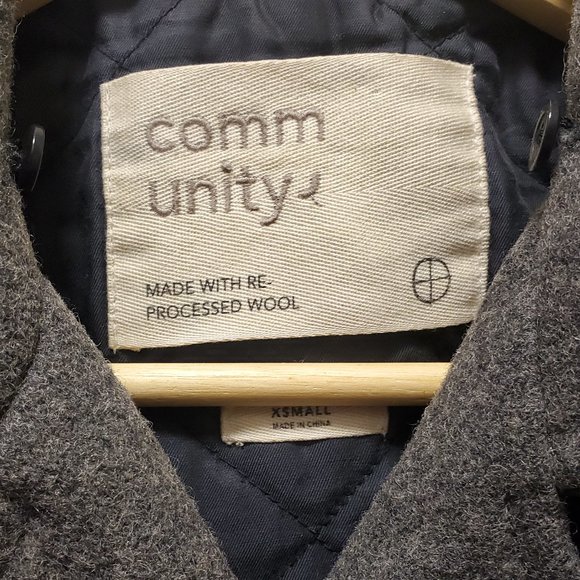 comm
unity
MADE WITH RE-
PROCESSED WOOL
XSMALL
MADE IN CHINA